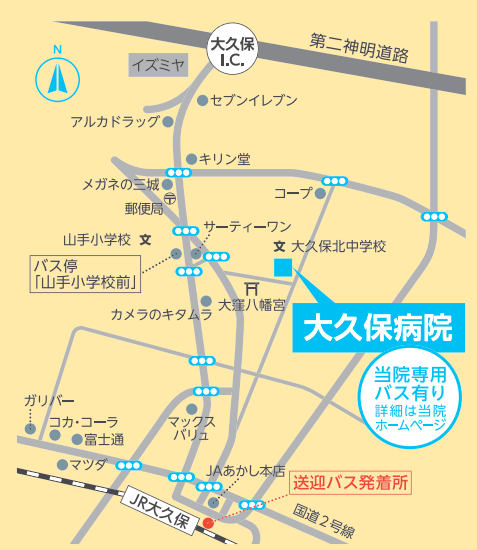 大久保
I.C.
第二神明道路
N
イズミヤ
セブンイレブン
アルカドラッグ
キリン堂
メガネの三城
コープ
郵便局
サーティーワン
山手小学校 文
文 大久保北中学校
バス停
「山手小学校前」
大窪八幡宮
カメラのキタムラ
大久保病院
当院専用
バス有り
詳細は当院
ホームページ
ガリバー
コカ・コーラ
富士通
マックス
バリュ
マツダ
JAあかし本店
送迎バス発着所
JR大久保
国道2号線